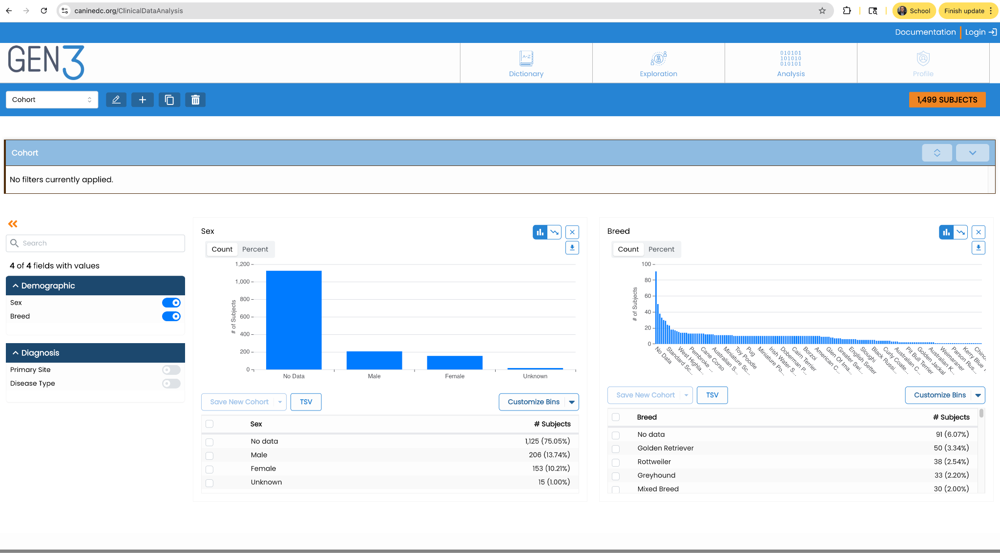 caninedc.org/ClinicalDataAnalysis
School
Finish update
Documentation
Login
GEN3
A-Z
Dictionary
Exploration
010101
101010
010101
Analysis
Profile
Cohort
1,499 SUBJECTS
Cohort
No filters currently applied.
Search
4 of 4 fields with values
Demographic
Sex
Breed
Diagnosis
Primary Site
Disease Type
Sex
Count Percent
# of Subjects
1,200
1,000
800
600
400
200
0
No Data Male Female Unknown
Save New Cohort
TSV
Customize Bins
Sex # Subjects
No data 1,125 (75.05%)
Male 206 (13.74%)
Female 153 (10.21%)
Unknown 15 (1.00%)
Breed
Count Percent
# of Subjects
100
80
60
40
20
0
No Data
Standard Sc...
West Highla...
Pembroke ...
Cane Corso
Australian S...
Miniature Sc...
Toy Poodle
Pug
Miniature Po...
Irish Water S...
Doberman P...
Cairn Terrier
Borzoi
American C...
Glen Of Ima...
Greater Swi...
English Setter
Sloughi
Black Russi...
Curly Coate...
Australian C...
Pit Bull Terrier
Golden Jackal
Australian K...
Weimaraner
Parson Rus...
Kerry Blue
Save New Cohort
TSV
Customize Bins
Breed # Subjects
No data 91 (6.07%)
Golden Retriever 50 (3.34%)
Rottweiler 38 (2.54%)
Greyhound 33 (2.20%)
Mixed Breed 30 (2.00%)